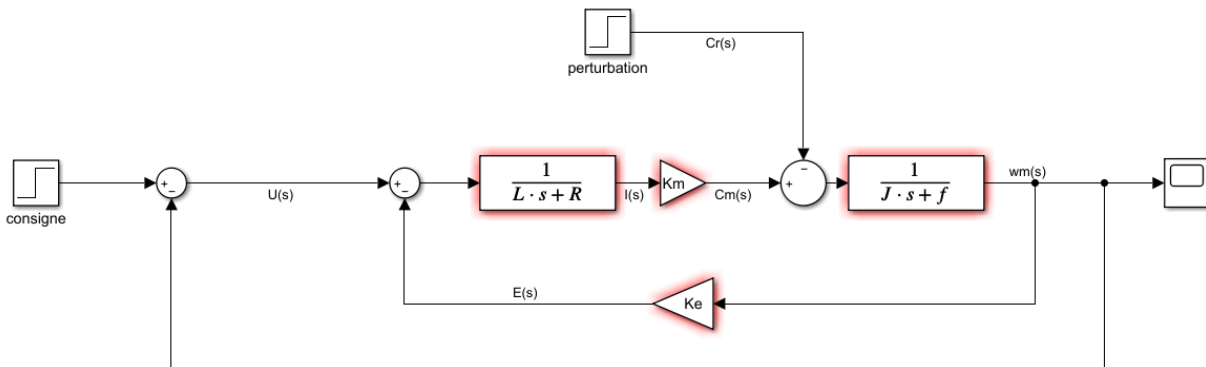 Cr(s)
perturbation
+
−
U(s)
+
−
1
L · s + R
I(s)
Km
Cm(s)
+
−
1
J · s + f
wm(s)
consigne
E(s)
Ke